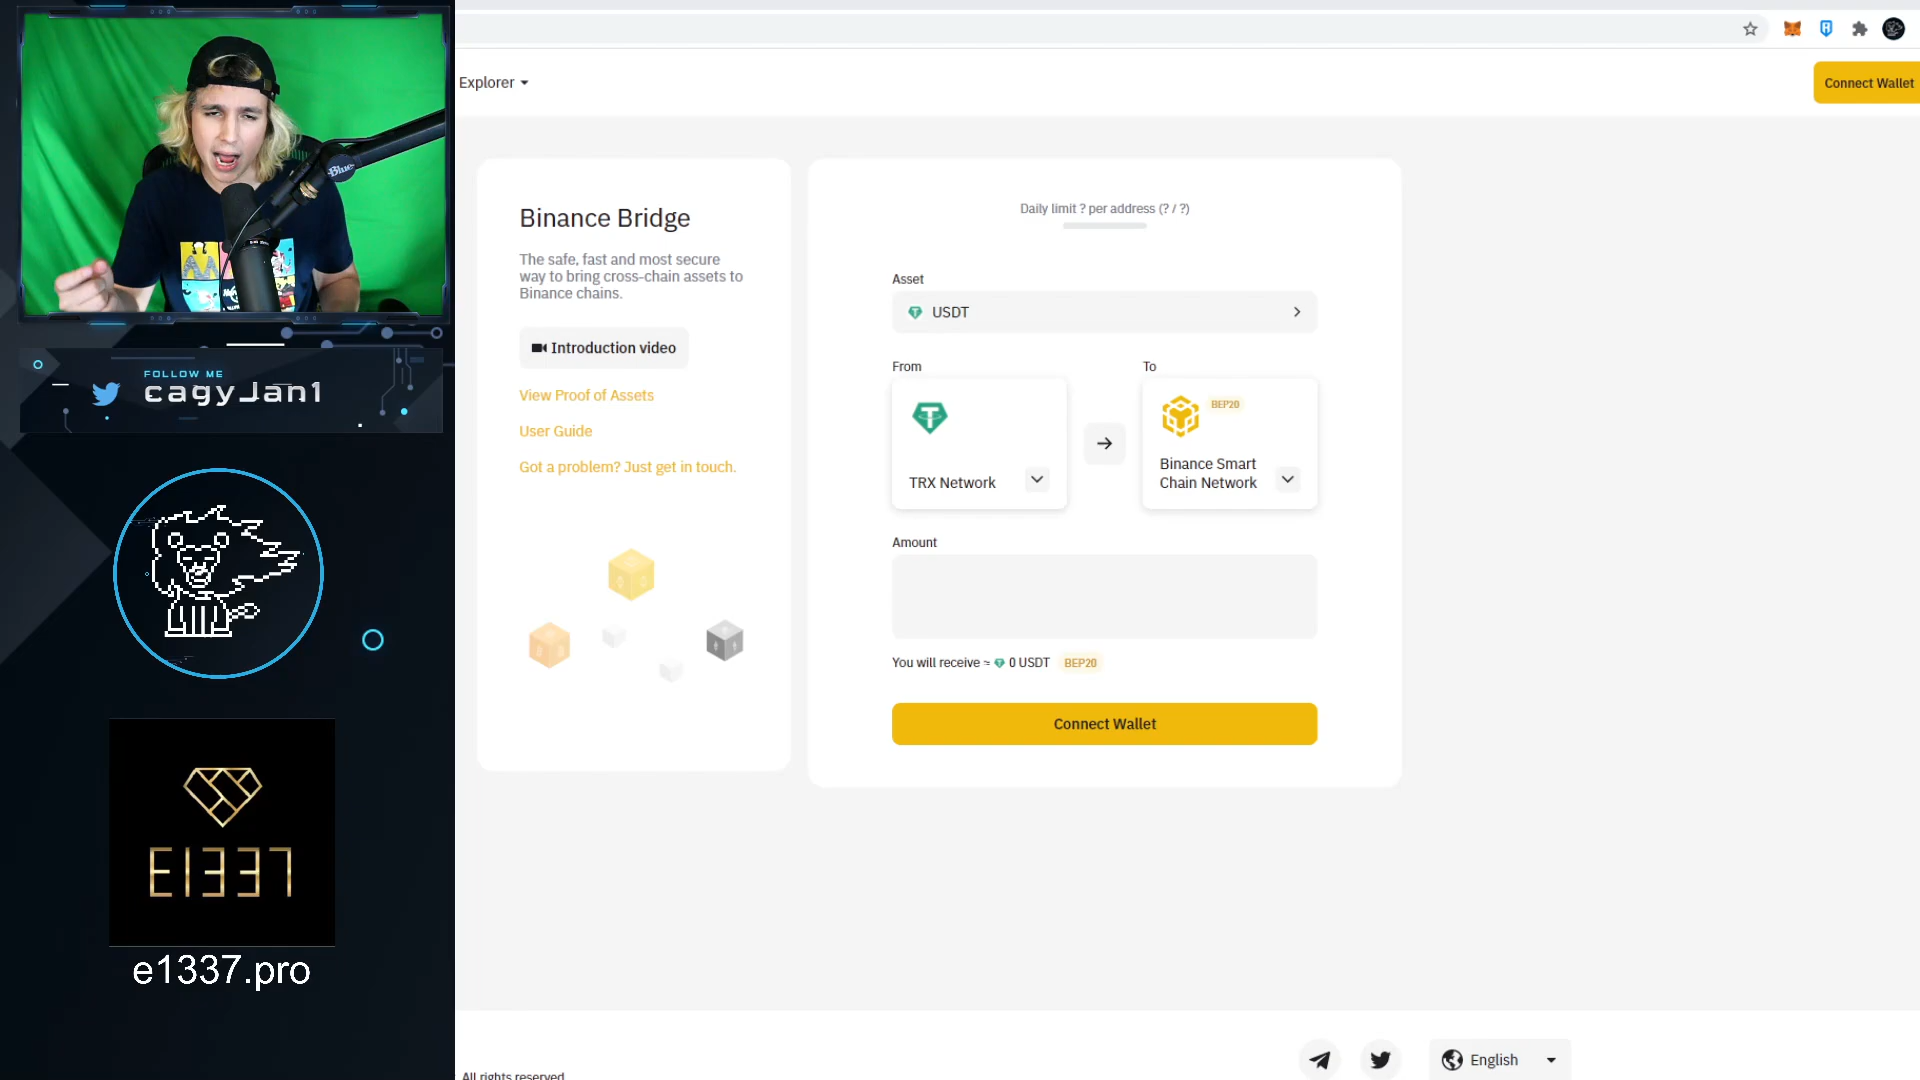 Explorer
Connect Wallet
Blue
FOLLOW ME
cagyJan1
E1337
e1337.pro
Binance Bridge
The safe, fast and most secure
way to bring cross-chain assets to
Binance chains.
Introduction video
View Proof of Assets
User Guide
Got a problem? Just get in touch.
Daily limit ? per address (? / ?)
Asset
USDT
From
To
BEP20
TRX Network
Binance Smart
Chain Network
Amount
You will receive ≈ 0 USDT BEP20
Connect Wallet
All rights reserved
English